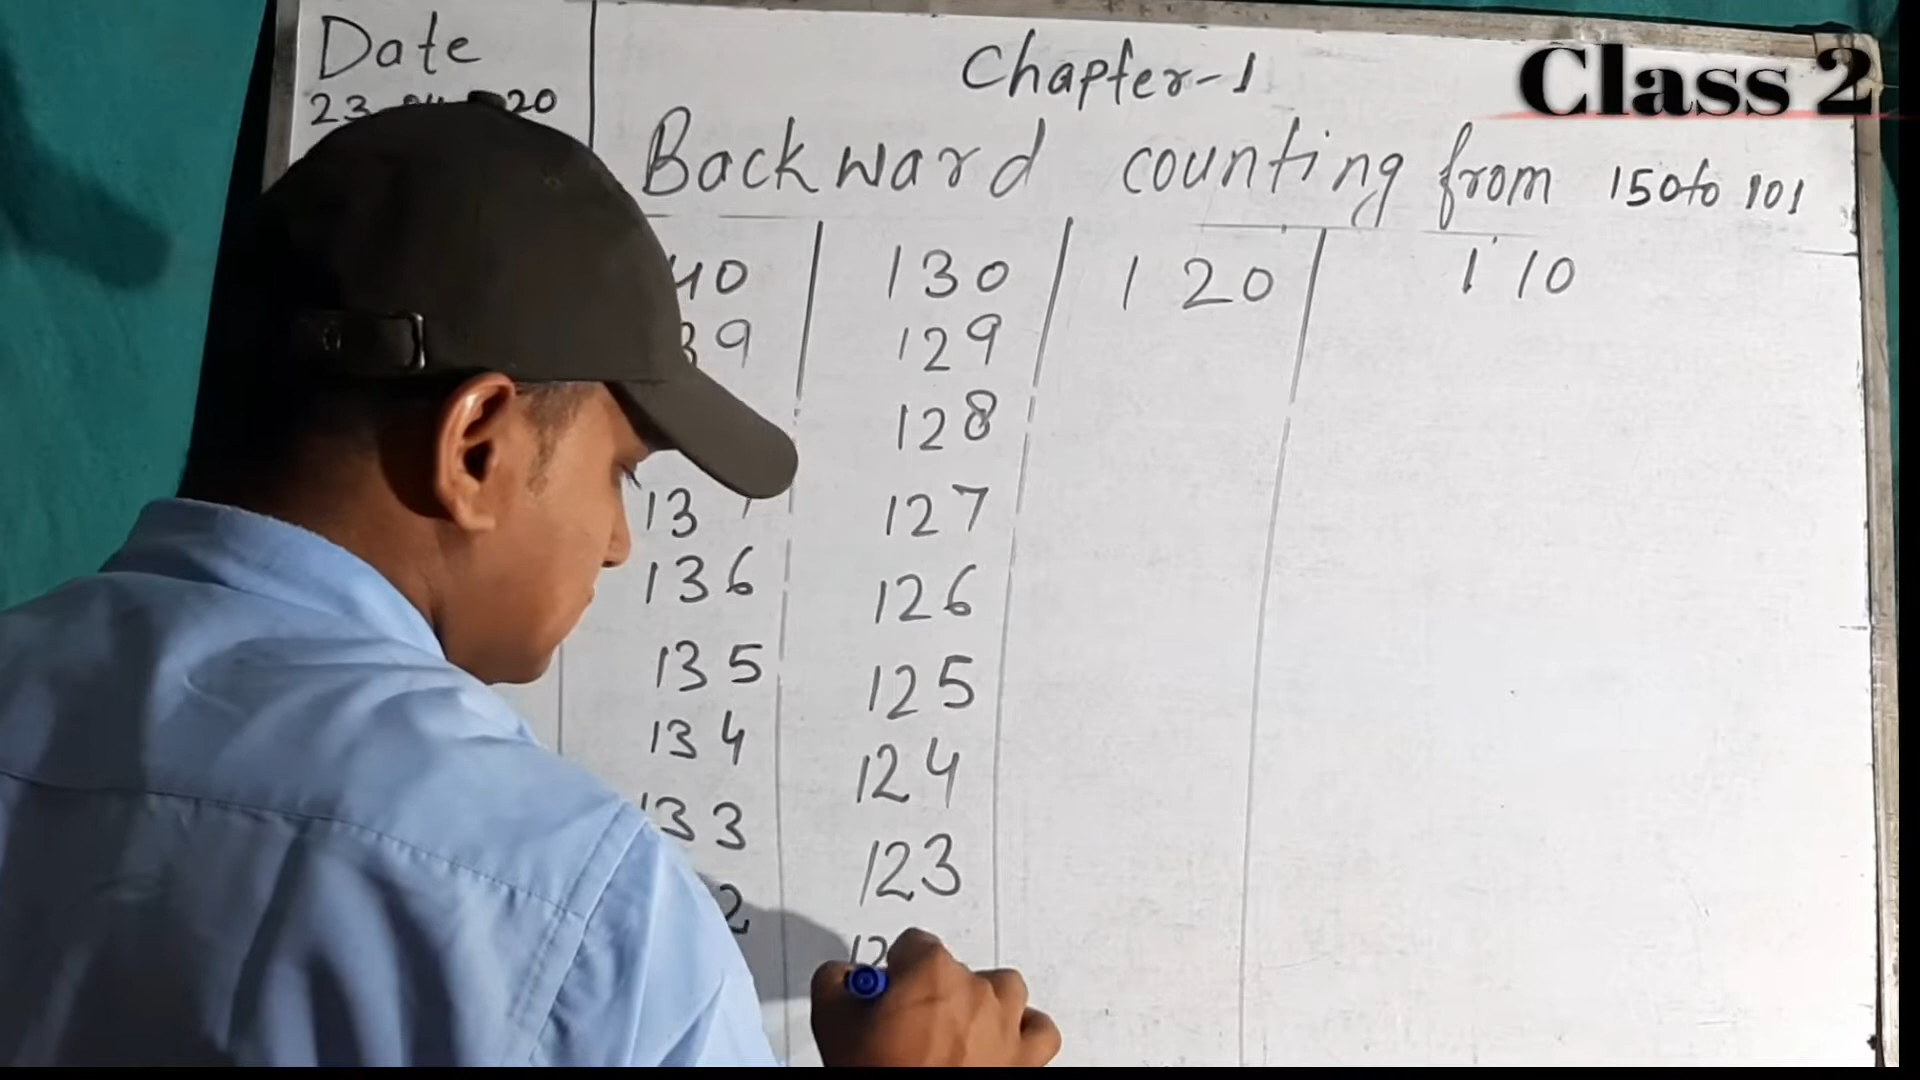 Date
Chapter-1
Class 2
Backward counting from 150 to 101
130 120 110
129
128
127
136 126
135 125
134 124
133 123